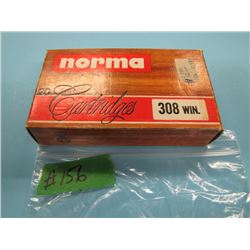 norma
Cartridges
308 WIN.
#156